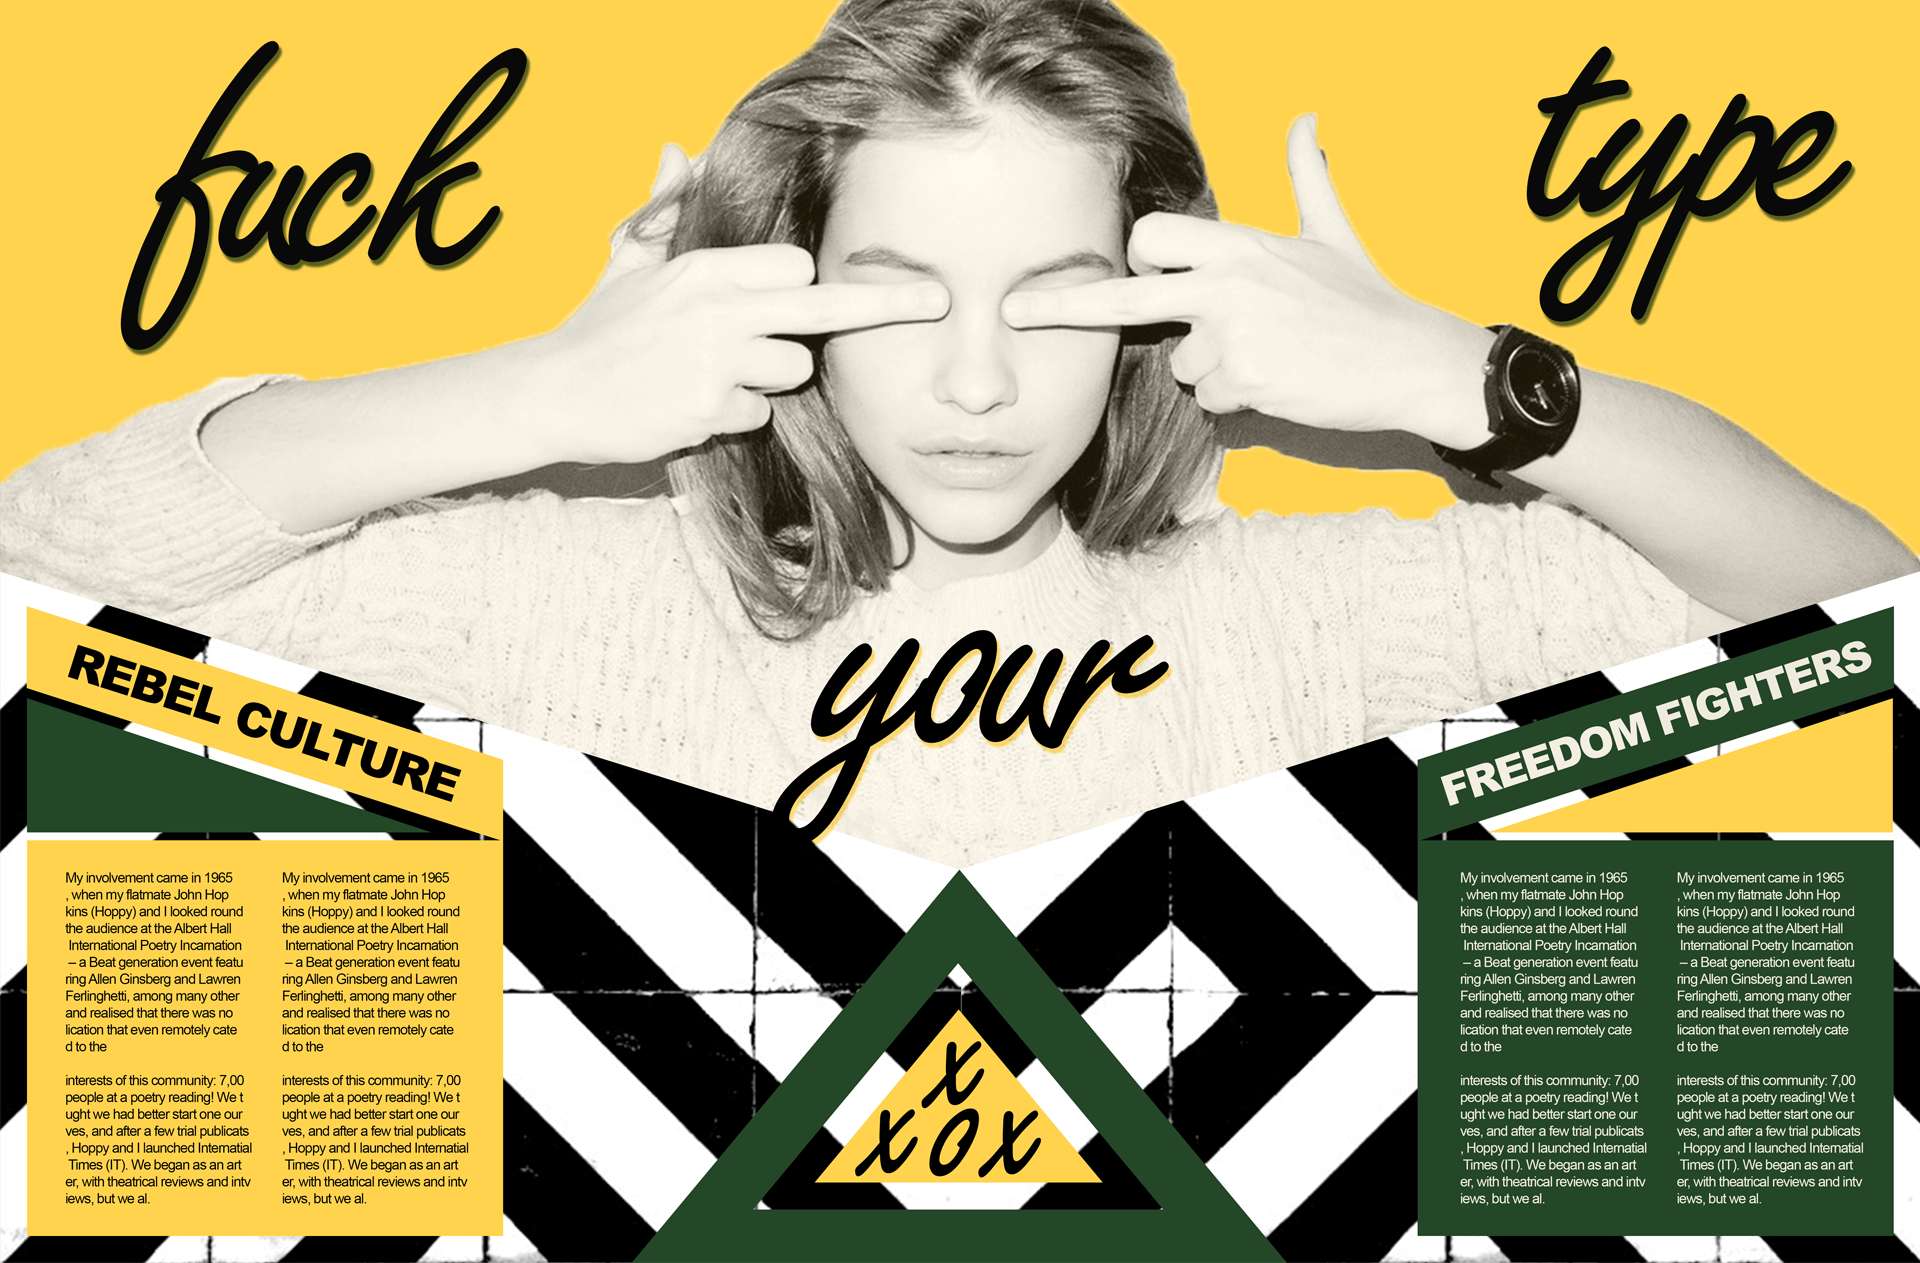 fuck
type
your
REBEL CULTURE
My involvement came in 1965
, when my flatmate John Hop
kins (Hoppy) and I looked round
the audience at the Albert Hall
International Poetry Incarnation
– a Beat generation event featu
ring Allen Ginsberg and Lawren
Ferlinghetti, among many other
and realised that there was no
lication that even remotely cate
d to the
interests of this community: 7,00
people at a poetry reading! We t
ught we had better start one our
ves, and after a few trial publicats
, Hoppy and I launched Internatial
Times (IT). We began as an art
er, with theatrical reviews and intv
iews, but we al.
My involvement came in 1965
, when my flatmate John Hop
kins (Hoppy) and I looked round
the audience at the Albert Hall
International Poetry Incarnation
– a Beat generation event featu
ring Allen Ginsberg and Lawren
Ferlinghetti, among many other
and realised that there was no
lication that even remotely cate
d to the
interests of this community: 7,00
people at a poetry reading! We t
ught we had better start one our
ves, and after a few trial publicats
, Hoppy and I launched Internatial
Times (IT). We began as an art
er, with theatrical reviews and intv
iews, but we al.
x
xox
FREEDOM FIGHTERS
My involvement came in 1965
, when my flatmate John Hop
kins (Hoppy) and I looked round
the audience at the Albert Hall
International Poetry Incarnation
– a Beat generation event featu
ring Allen Ginsberg and Lawren
Ferlinghetti, among many other
and realised that there was no
lication that even remotely cate
d to the
interests of this community: 7,00
people at a poetry reading! We t
ught we had better start one our
ves, and after a few trial publicats
, Hoppy and I launched Internatial
Times (IT). We began as an art
er, with theatrical reviews and intv
iews, but we al.
My involvement came in 1965
, when my flatmate John Hop
kins (Hoppy) and I looked round
the audience at the Albert Hall
International Poetry Incarnation
– a Beat generation event featu
ring Allen Ginsberg and Lawren
Ferlinghetti, among many other
and realised that there was no
lication that even remotely cate
d to the
interests of this community: 7,00
people at a poetry reading! We t
ught we had better start one our
ves, and after a few trial publicats
, Hoppy and I launched Internatial
Times (IT). We began as an art
er, with theatrical reviews and intv
iews, but we al.